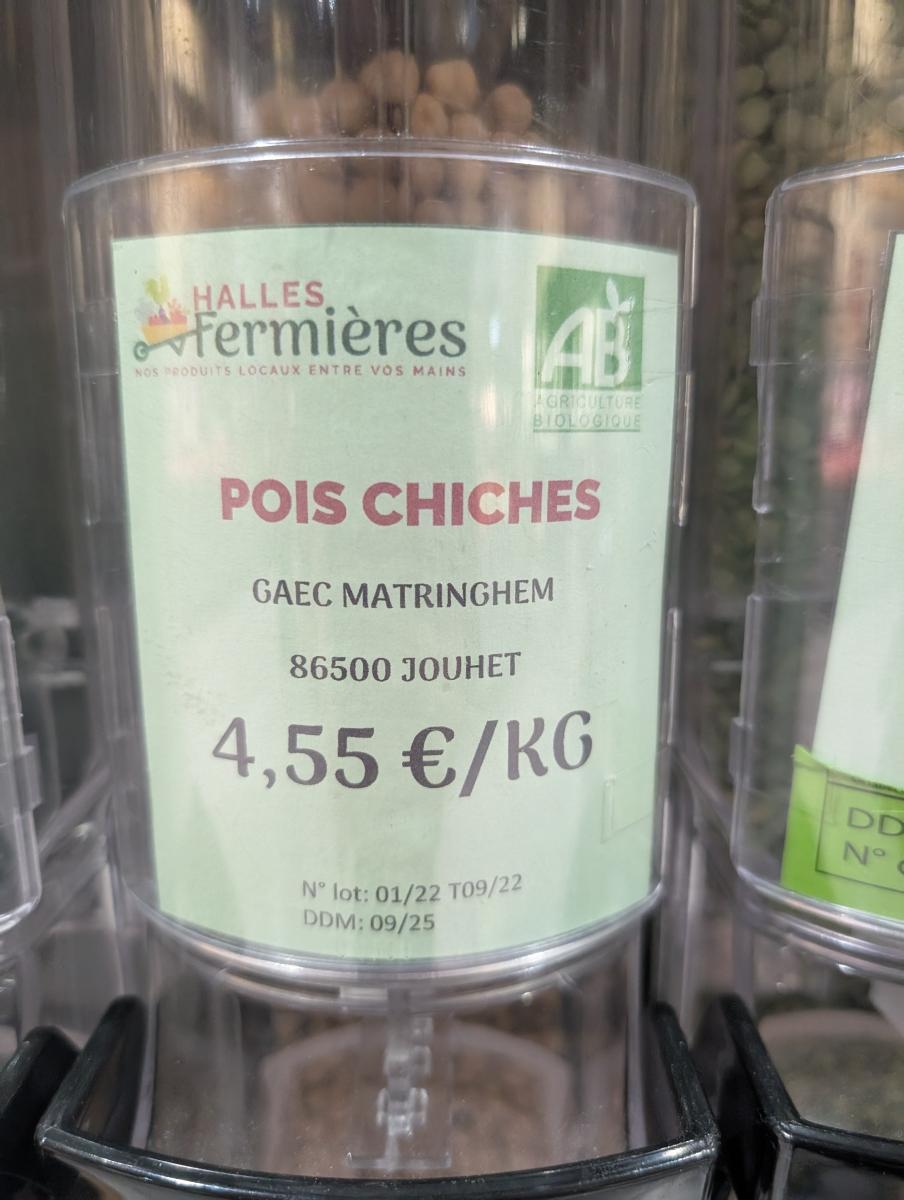 HALLES
Fermières
NOS PRODUITS LOCAUX ENTRE VOS MAINS
AB
AGRICULTURE
BIOLOGIQUE
POIS CHICHES
GAEC MATRINGHEM
86500 JOUHET
4,55 €/KG
N° lot: 01/22 T09/22
DDM: 09/25
DD
N°